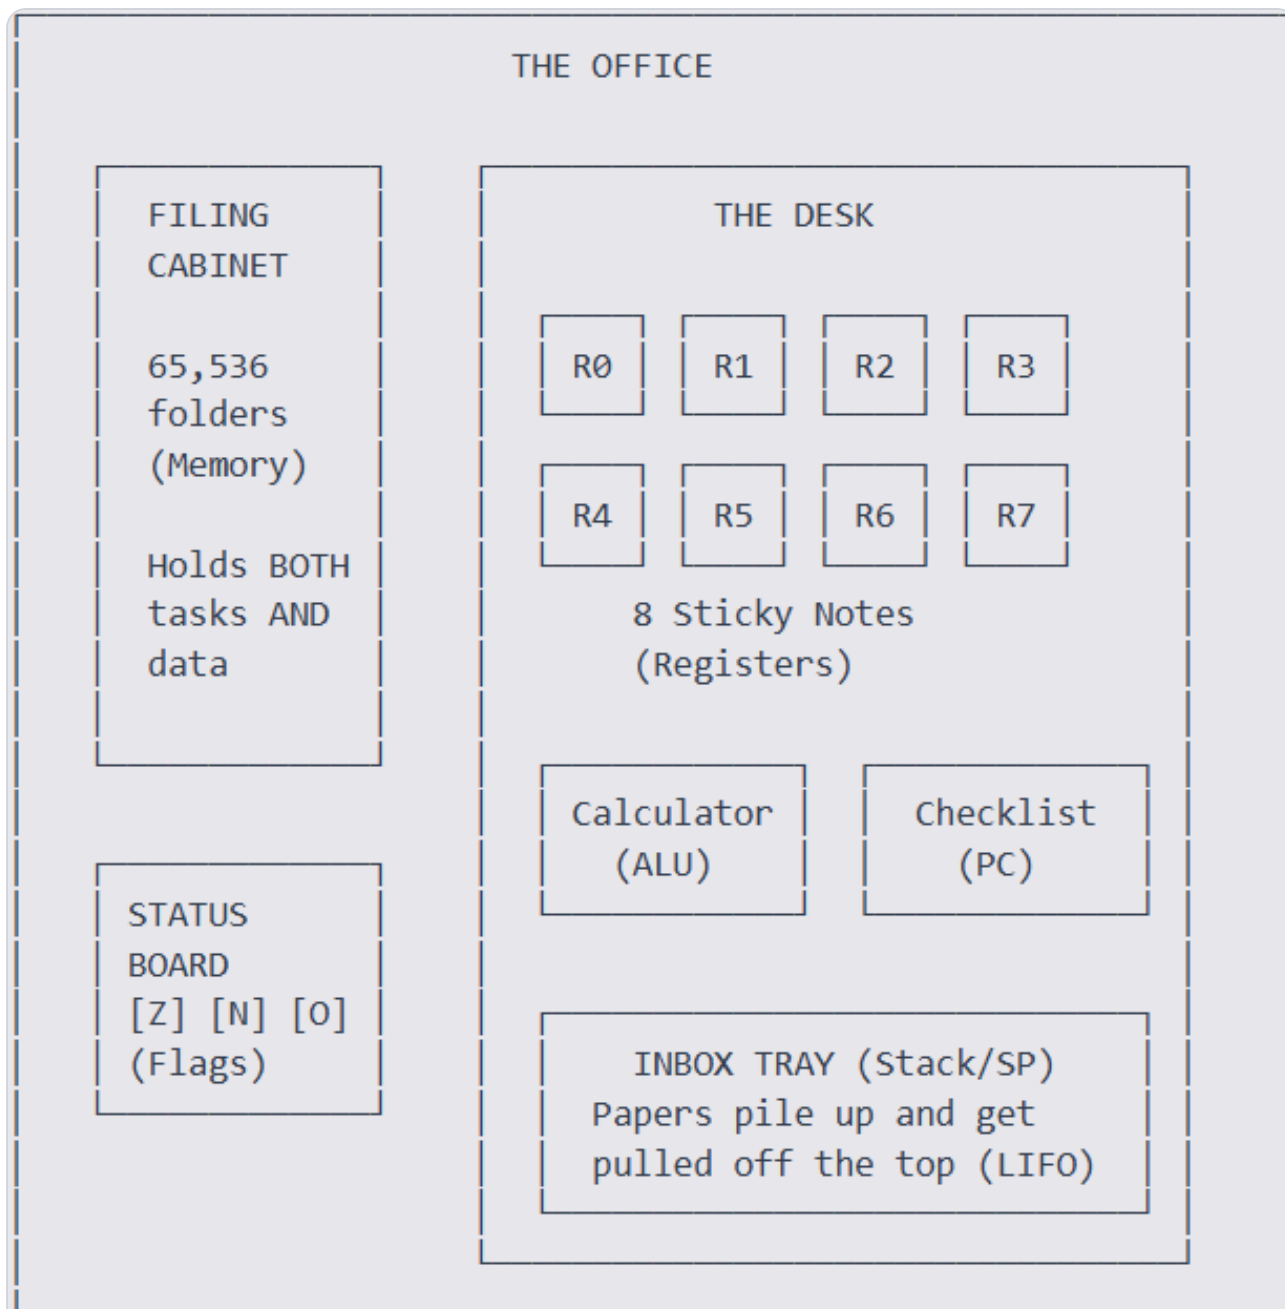 THE OFFICE
FILING
CABINET
65,536
folders
(Memory)
Holds BOTH
tasks AND
data
STATUS
BOARD
[Z] [N] [O]
(Flags)
THE DESK
R0 R1 R2 R3
R4 R5 R6 R7
8 Sticky Notes
(Registers)
Calculator
(ALU)
Checklist
(PC)
INBOX TRAY (Stack/SP)
Papers pile up and get
pulled off the top (LIFO)